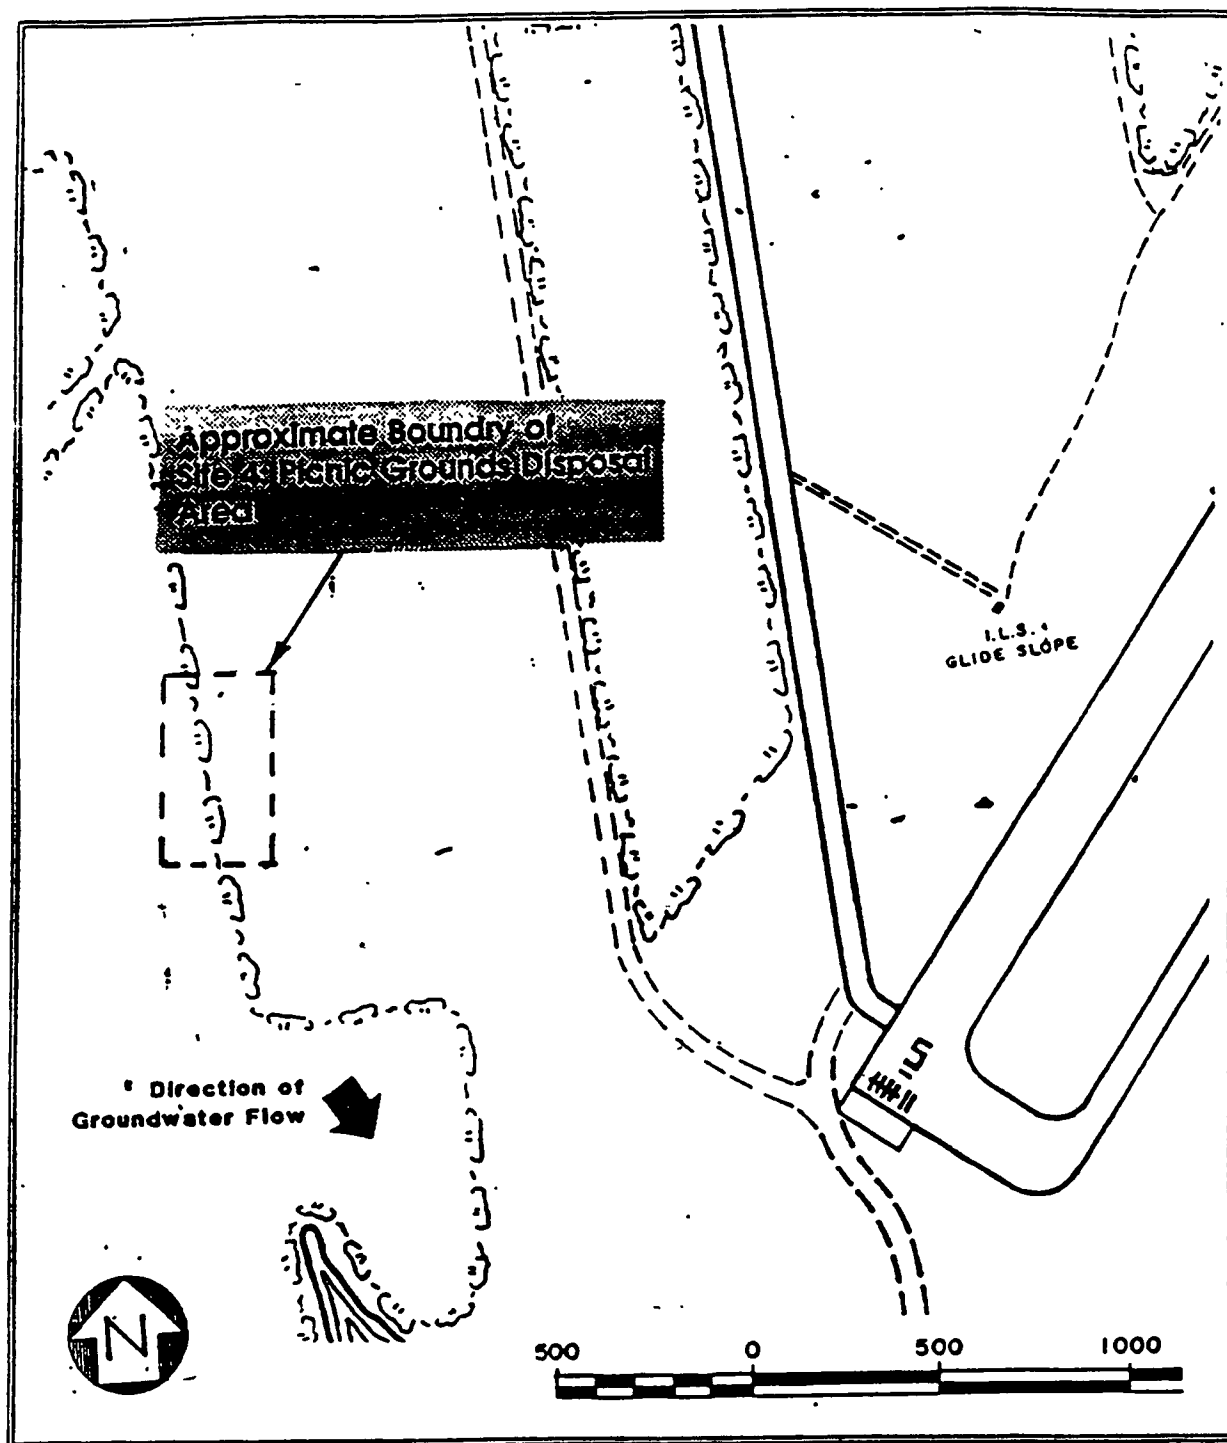 Approximate Boundry of
Site 4: Picnic Grounds Disposal
Area
I.L.S.
GLIDE SLOPE
5
Direction of
Groundwater Flow
N
500 0 500 1000